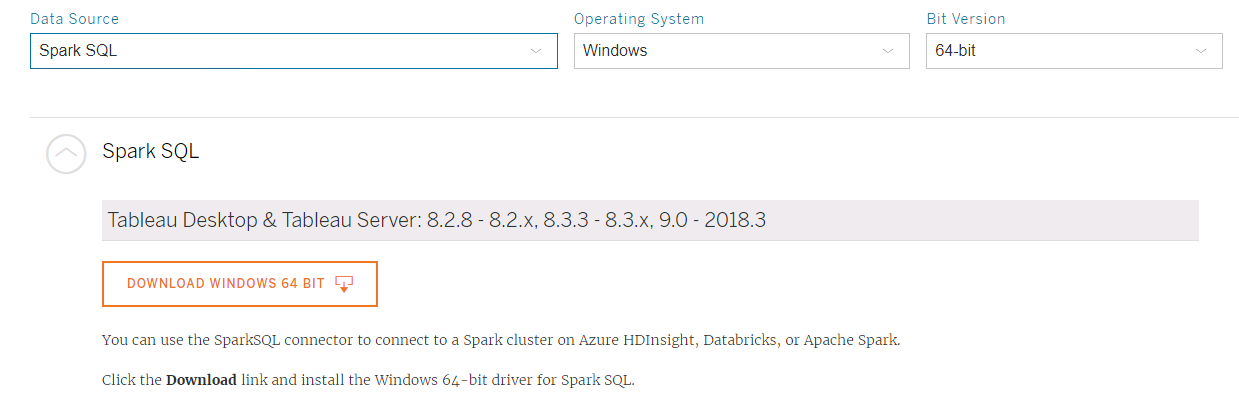 Data Source Operating System Bit Version
Spark SQL Windows 64-bit
Spark SQL
Tableau Desktop & Tableau Server: 8.2.8 - 8.2.x, 8.3.3 - 8.3.x, 9.0 - 2018.3
DOWNLOAD WINDOWS 64 BIT
You can use the SparkSQL connector to connect to a Spark cluster on Azure HDInsight, Databricks, or Apache Spark.
Click the Download link and install the Windows 64-bit driver for Spark SQL.